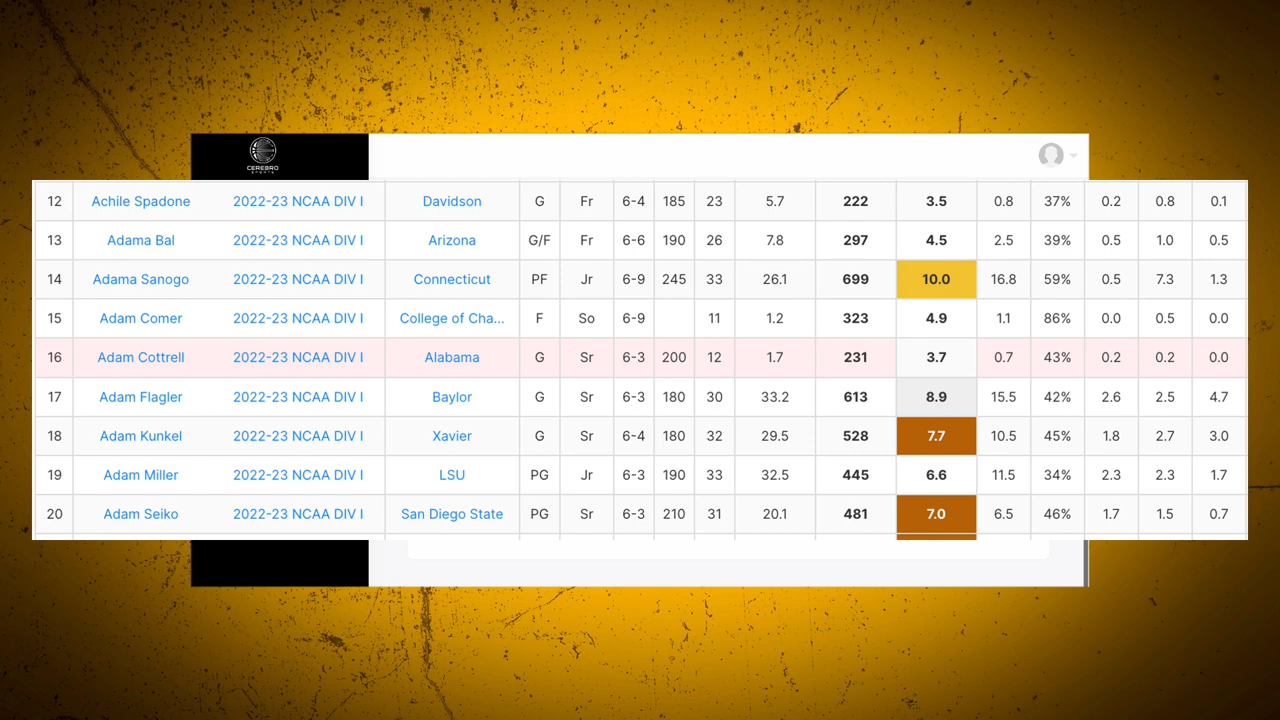 CEREBRO
SPORTS
12 Achile Spadone 2022-23 NCAA DIV I Davidson G Fr 6-4 185 23 5.7 222 3.5 0.8 37% 0.2 0.8 0.1
13 Adama Bal 2022-23 NCAA DIV I Arizona G/F Fr 6-6 190 26 7.8 297 4.5 2.5 39% 0.5 1.0 0.5
14 Adama Sanogo 2022-23 NCAA DIV I Connecticut PF Jr 6-9 245 33 26.1 699 10.0 16.8 59% 0.5 7.3 1.3
15 Adam Comer 2022-23 NCAA DIV I College of Cha... F So 6-9 11 1.2 323 4.9 1.1 86% 0.0 0.5 0.0
16 Adam Cottrell 2022-23 NCAA DIV I Alabama G Sr 6-3 200 12 1.7 231 3.7 0.7 43% 0.2 0.2 0.0
17 Adam Flagler 2022-23 NCAA DIV I Baylor G Sr 6-3 180 30 33.2 613 8.9 15.5 42% 2.6 2.5 4.7
18 Adam Kunkel 2022-23 NCAA DIV I Xavier G Sr 6-4 180 32 29.5 528 7.7 10.5 45% 1.8 2.7 3.0
19 Adam Miller 2022-23 NCAA DIV I LSU PG Jr 6-3 190 33 32.5 445 6.6 11.5 34% 2.3 2.3 1.7
20 Adam Seiko 2022-23 NCAA DIV I San Diego State PG Sr 6-3 210 31 20.1 481 7.0 6.5 46% 1.7 1.5 0.7